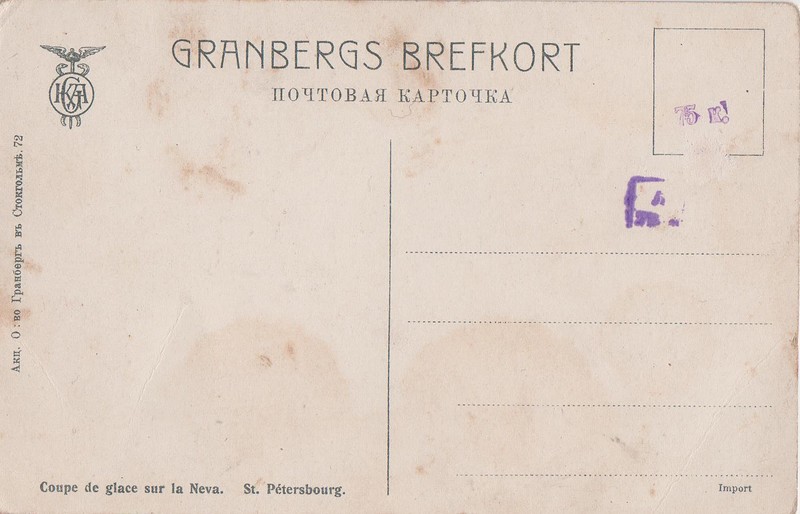 GRANBERGS BREFKORT
ПОЧТОВАЯ КАРТОЧКА
75 к!
Акц. О:во Гранбергъ въ Стокгольмѣ. 72
Coupe de glace sur la Neva. St. Pétersbourg.
Import